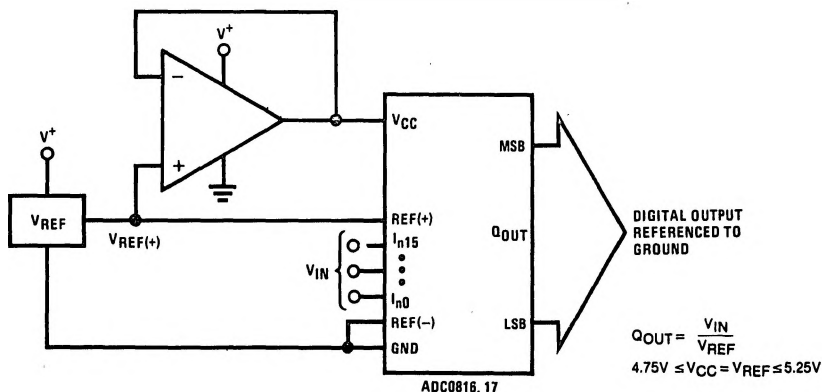 V+
V+
−
+
VCC
MSB
VREF
VREF(+)
REF(+)
In15
VIN
In0
REF(−)
GND
QOUT
LSB
DIGITAL OUTPUT
REFERENCED TO
GROUND
QOUT = VIN / VREF
4.75V ≤ VCC = VREF ≤ 5.25V
ADC0816, 17